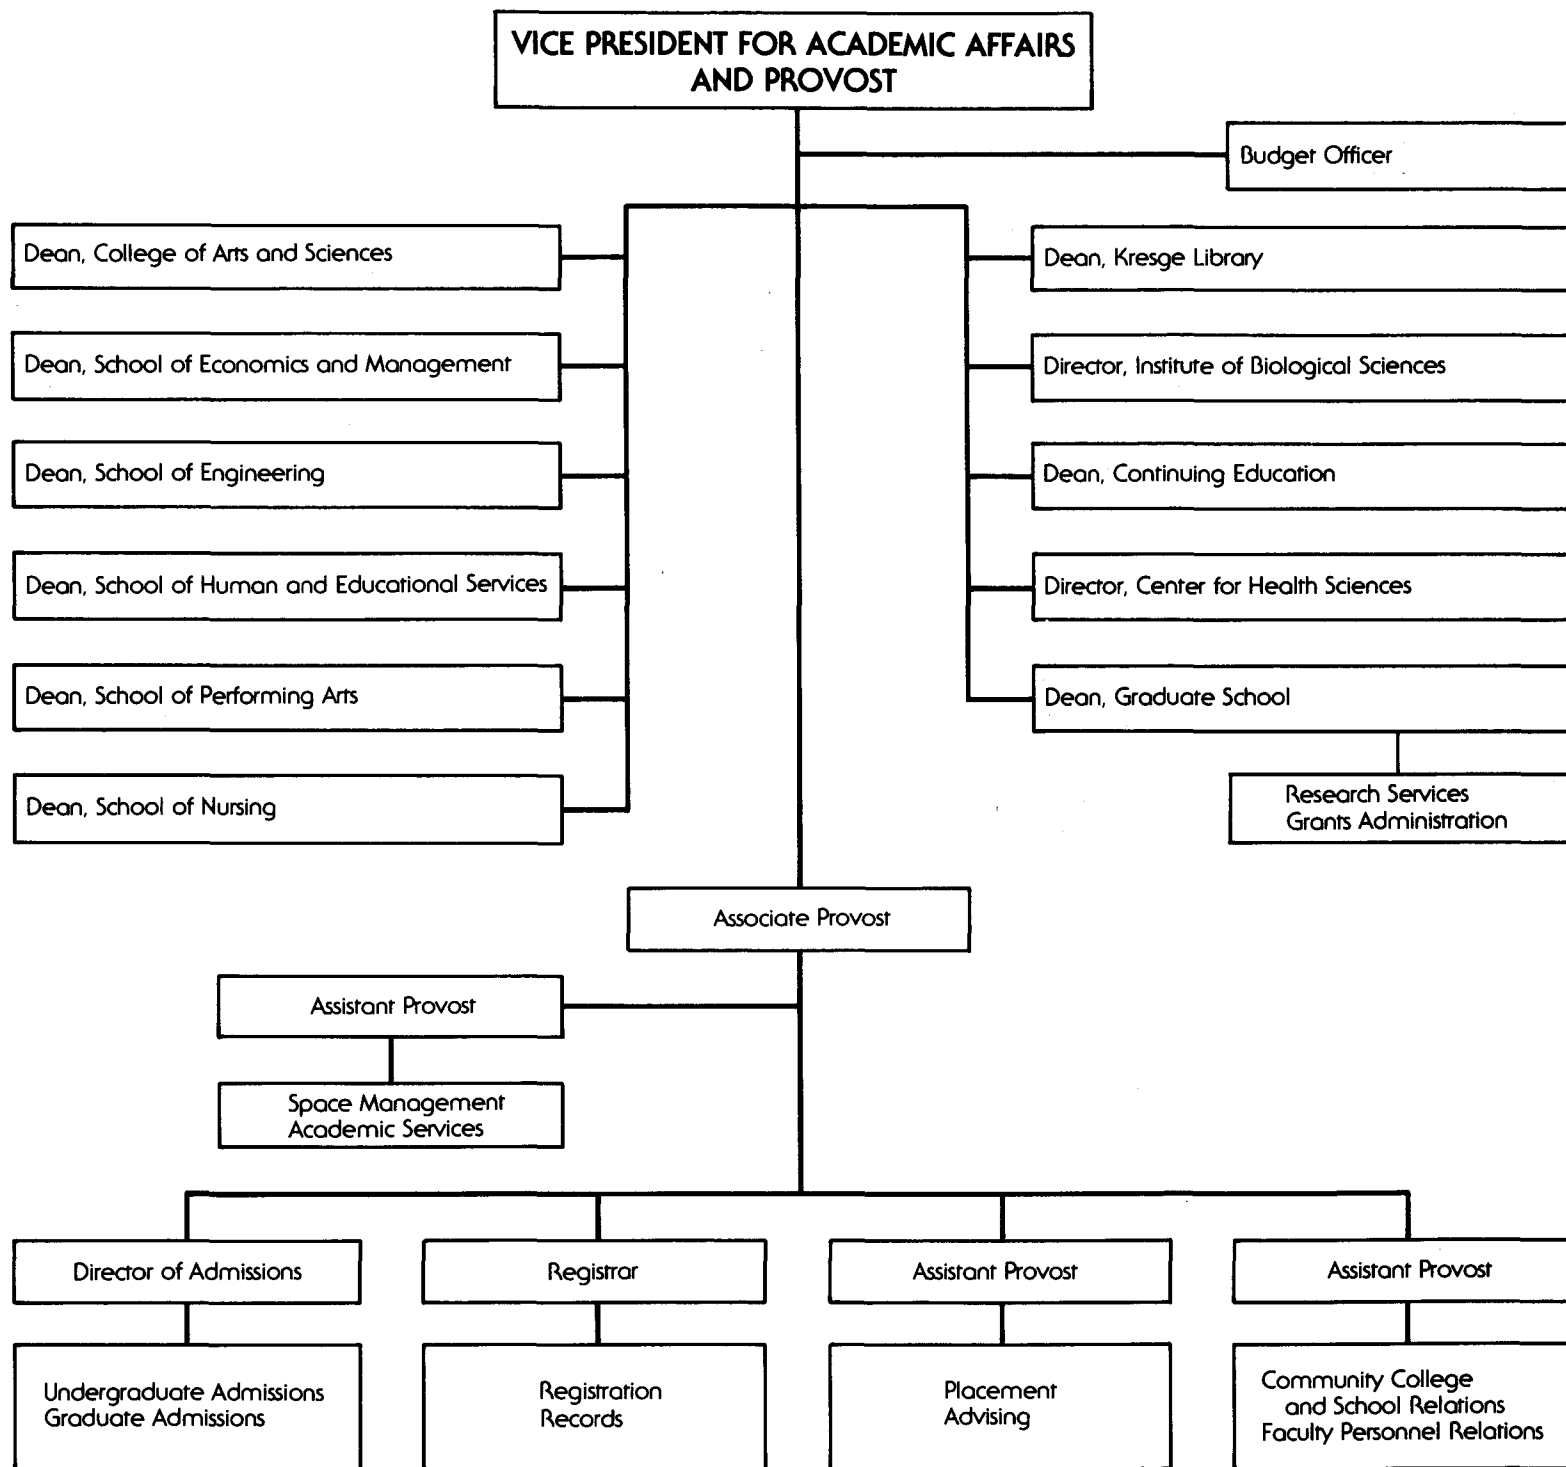 VICE PRESIDENT FOR ACADEMIC AFFAIRS
AND PROVOST
Budget Officer
Dean, College of Arts and Sciences
Dean, School of Economics and Management
Dean, School of Engineering
Dean, School of Human and Educational Services
Dean, School of Performing Arts
Dean, School of Nursing
Dean, Kresge Library
Director, Institute of Biological Sciences
Dean, Continuing Education
Director, Center for Health Sciences
Dean, Graduate School
Research Services
Grants Administration
Associate Provost
Assistant Provost
Space Management
Academic Services
Director of Admissions
Undergraduate Admissions
Graduate Admissions
Registrar
Registration
Records
Assistant Provost
Placement
Advising
Assistant Provost
Community College
and School Relations
Faculty Personnel Relations